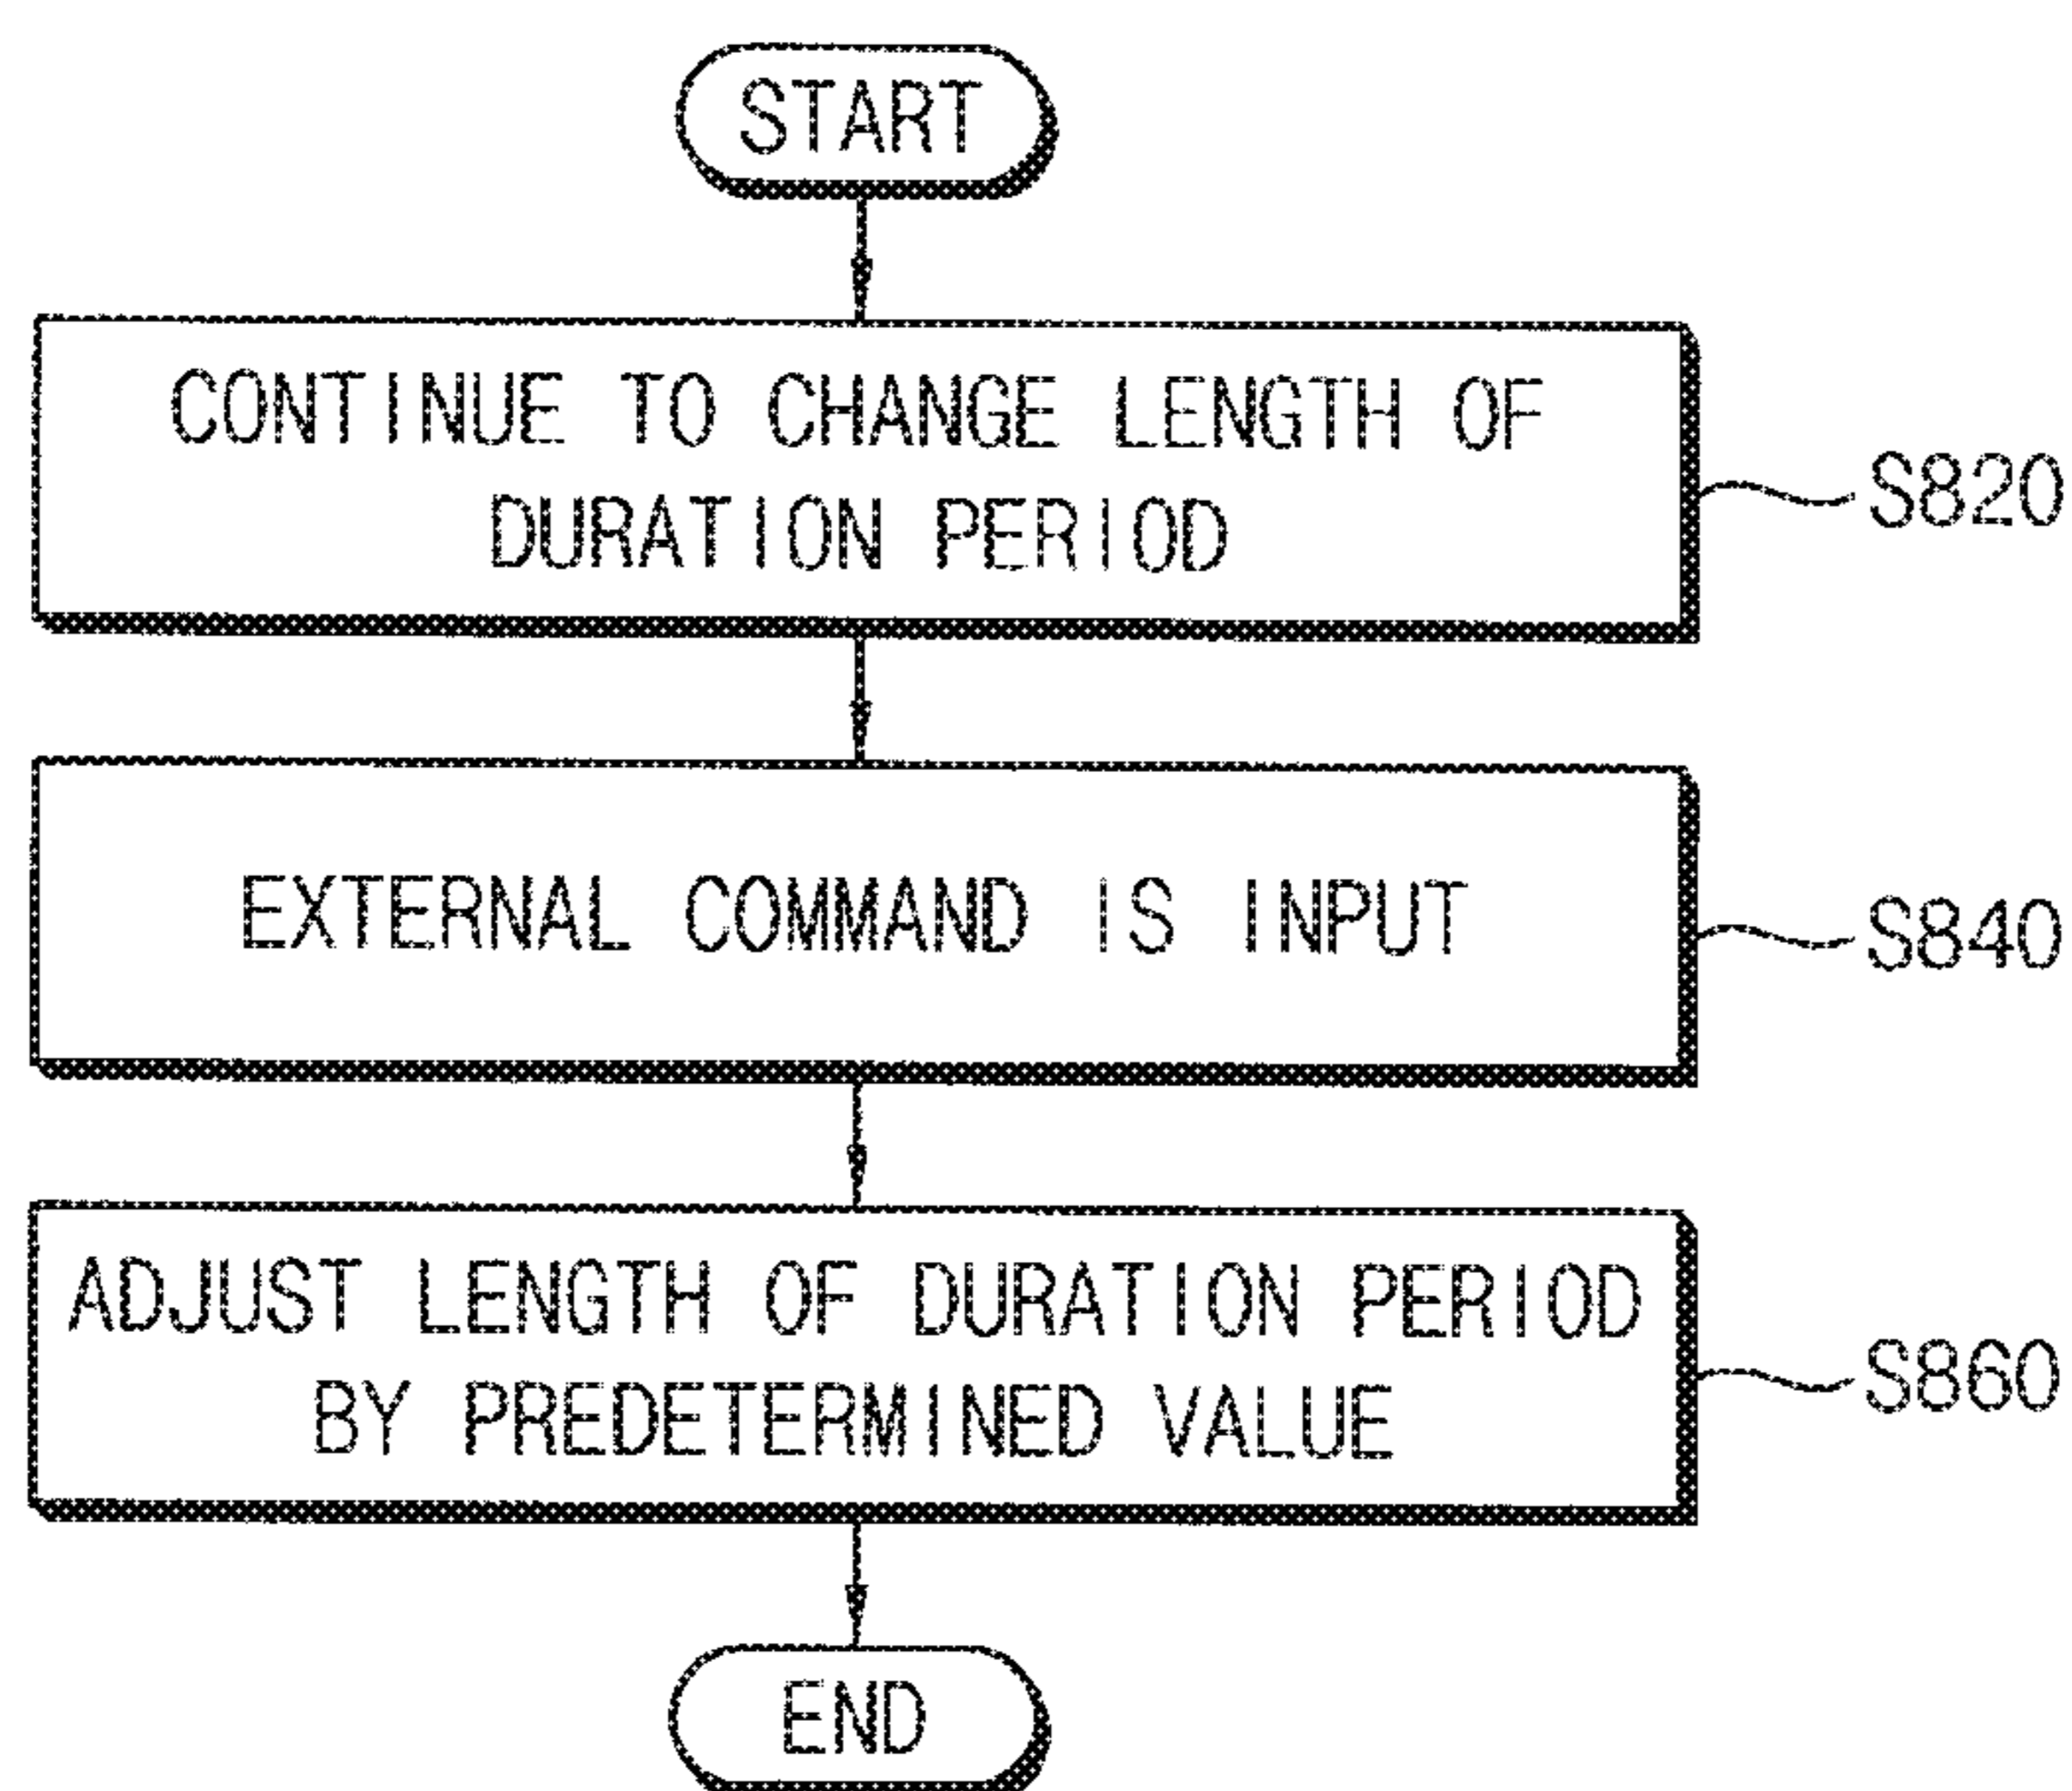 START
CONTINUE TO CHANGE LENGTH OF
DURATION PERIOD
S820
EXTERNAL COMMAND IS INPUT
S840
ADJUST LENGTH OF DURATION PERIOD
BY PREDETERMINED VALUE
S860
END